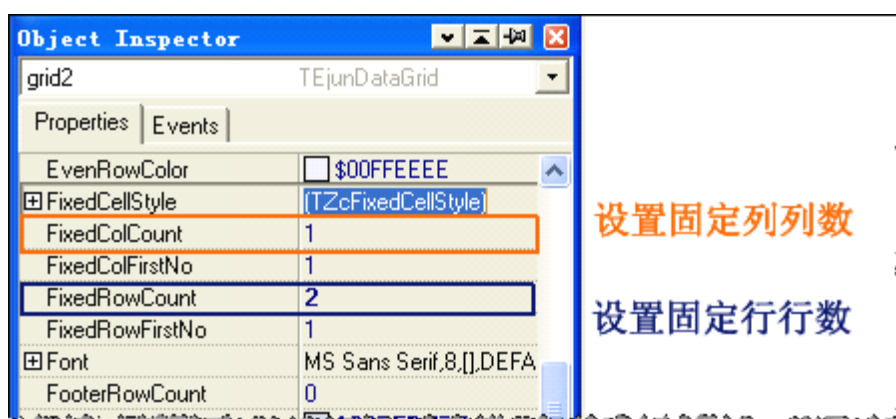 Object Inspector
grid2 TEjunDataGrid
Properties Events
EvenRowColor $00FFEEEE
FixedCellStyle (TZcFixedCellStyle)
FixedColCount 1
设置固定列列数
FixedColFirstNo 1
FixedRowCount 2
设置固定行行数
FixedRowFirstNo 1
Font MS Sans Serif,8,[],DEFA
FooterRowCount 0